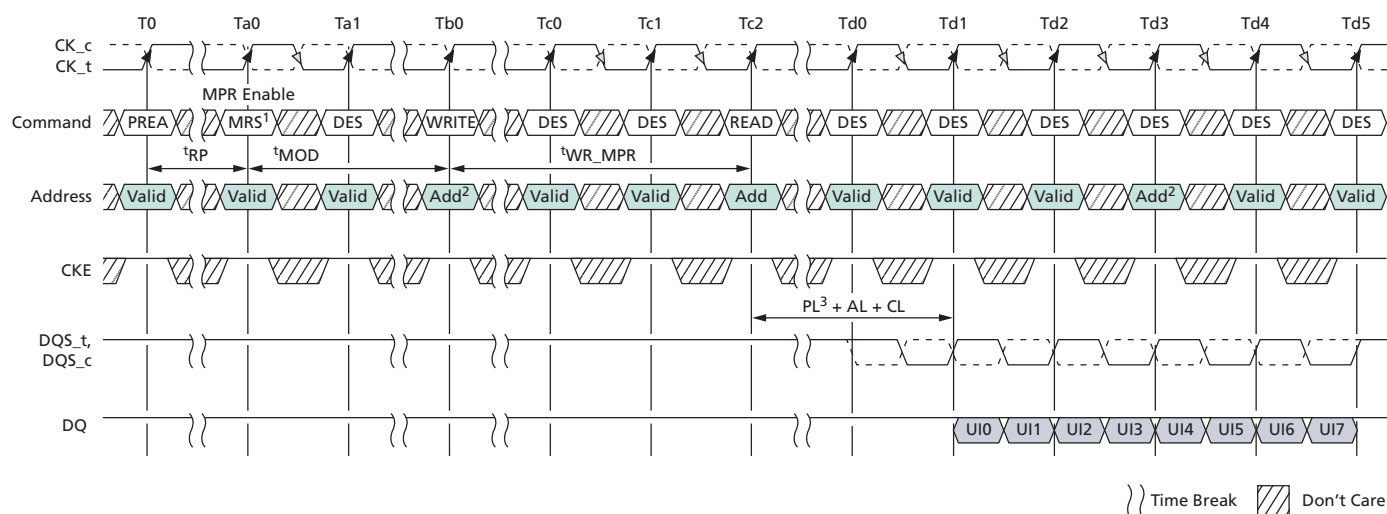 T0 Ta0 Ta1 Tb0 Tc0 Tc1 Tc2 Td0 Td1 Td2 Td3 Td4 Td5
CK_c
CK_t
MPR Enable
Command PREA MRS¹ DES WRITE DES DES READ DES DES DES DES DES DES
tRP tMOD tWR_MPR
Address Valid Valid Valid Add² Valid Valid Add Valid Valid Valid Add² Valid Valid
CKE
PL³ + AL + CL
DQS_t,
DQS_c
DQ UI0 UI1 UI2 UI3 UI4 UI5 UI6 UI7
Time Break Don't Care